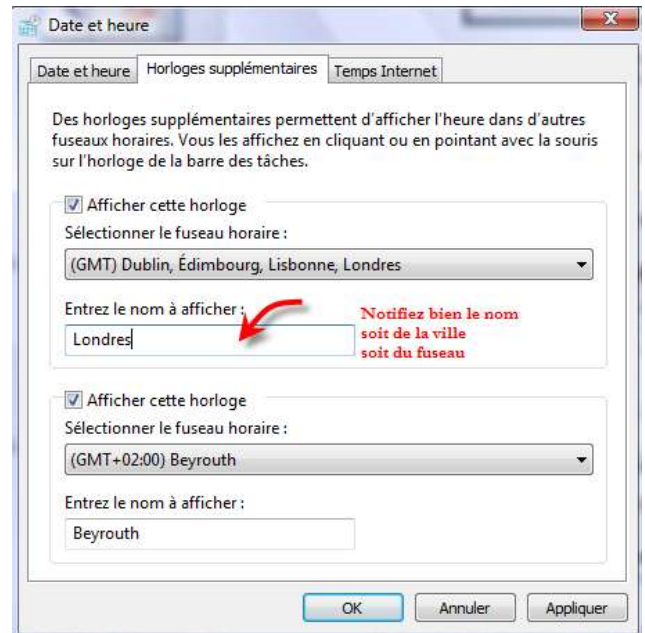 Date et heure
Date et heure
Horloges supplémentaires
Temps Internet
Des horloges supplémentaires permettent d'afficher l'heure dans d'autres
fuseaux horaires. Vous les affichez en cliquant ou en pointant avec la souris
sur l'horloge de la barre des tâches.
Afficher cette horloge
Sélectionner le fuseau horaire :
(GMT) Dublin, Édimbourg, Lisbonne, Londres
Entrez le nom à afficher :
Londres
Notifiez bien le nom
soit de la ville
soit du fuseau
Afficher cette horloge
Sélectionner le fuseau horaire :
(GMT+02:00) Beyrouth
Entrez le nom à afficher :
Beyrouth
OK
Annuler
Appliquer